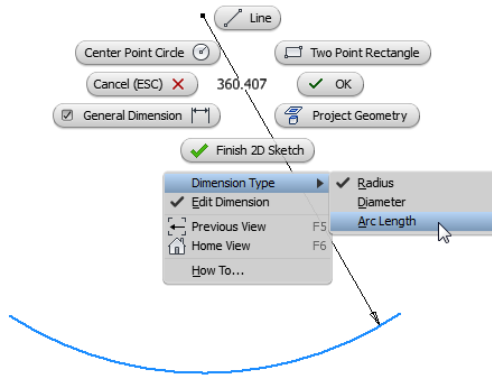 Line
Center Point Circle
Two Point Rectangle
Cancel (ESC)
360.407
OK
General Dimension
Project Geometry
Finish 2D Sketch
Dimension Type
Edit Dimension
Previous View F5
Home View F6
How To...
Radius
Diameter
Arc Length